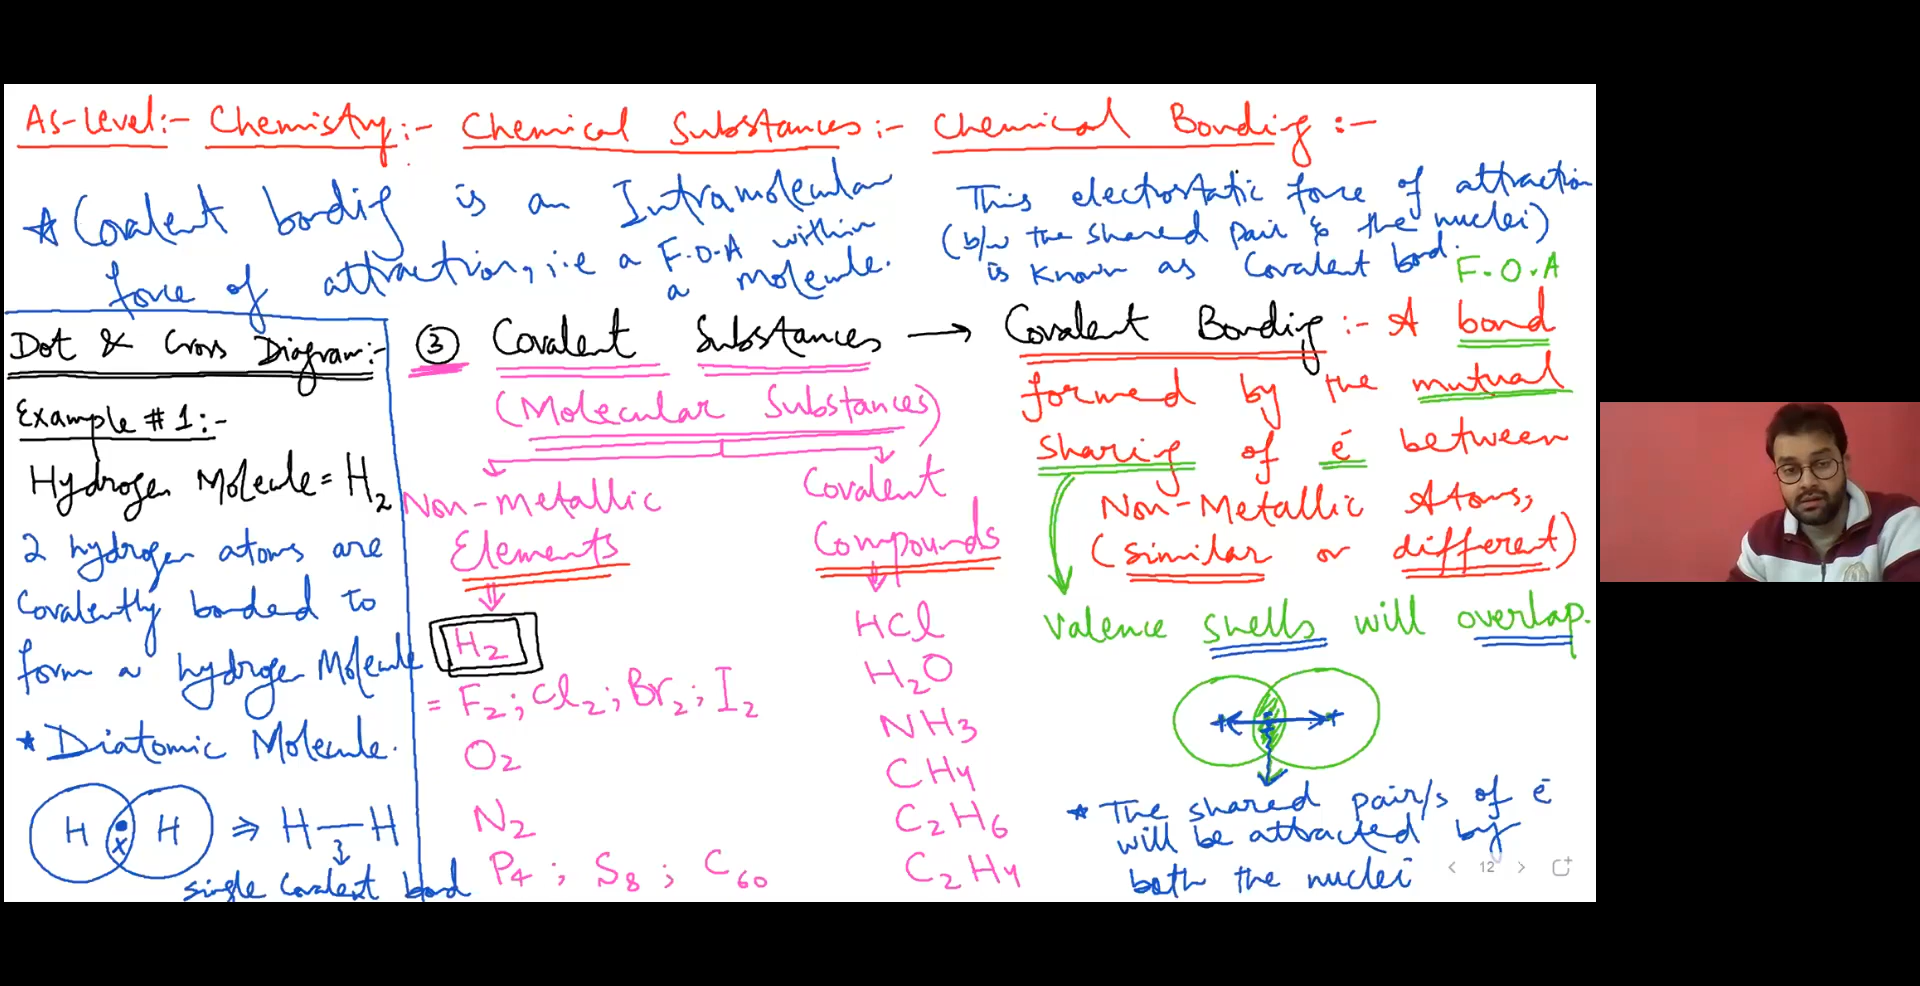 As-Level:- Chemistry:- Chemical Substances:- Chemical Bonding:-
* Covalent bonding is an Intramolecular
force of attraction, i.e a F.O.A within
a molecule.
This electrostatic force of attraction
(b/w the shared pair & the nuclei)
is known as Covalent bond.
F.O.A
Dot & Cross Diagram:-
Example # 1:-
Hydrogen Molecule = H2
2 hydrogen atoms are
covalently bonded to
form a hydrogen Molecule
* Diatomic Molecule.
H • x H ⇒ H—H
single covalent bond
③ Covalent Substances → Covalent Bonding:- A bond
(Molecular Substances)
Non-metallic
Elements
H2
= F2 ; Cl2 ; Br2 ; I2
O2
N2
P4 ; S8 ; C60
Covalent
Compounds
HCl
H2O
NH3
CH4
C2H6
C2H4
formed by the mutual
sharing of e- between
Non-Metallic Atoms,
(similar or different)
Valence shells will overlap.
* The shared pair/s of e-
will be attracted by
both the nuclei
< 12 >